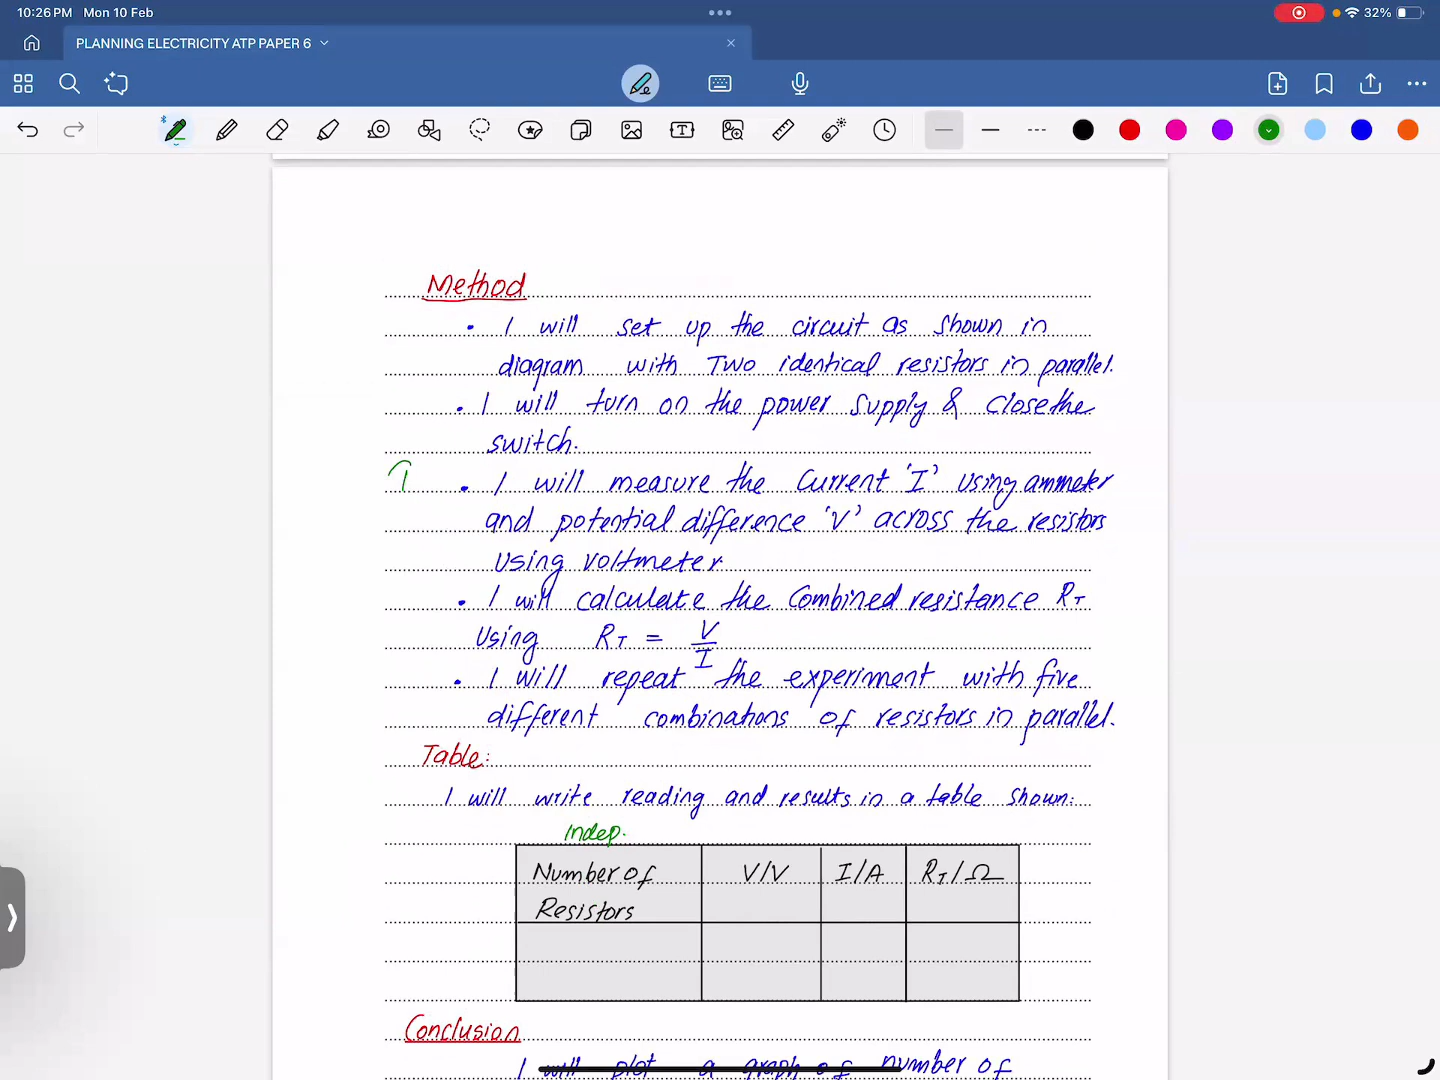 10:26 PM Mon 10 Feb
32%
PLANNING ELECTRICITY ATP PAPER 6
Method
• I will set up the circuit as shown in
diagram with Two identical resistors in parallel.
• I will turn on the power supply & close the
switch.
• I will measure the current 'I' using ammeter
and potential difference 'V' across the resistors
using voltmeter
• I will calculate the combined resistance RT
using RT = V/I
• I will repeat the experiment with five
different combinations of resistors in parallel.
Table:
I will write reading and results in a table shown:
indep.
Number of V/V I/A RT/Ω
Resistors
Conclusion
I will plot a graph of number of